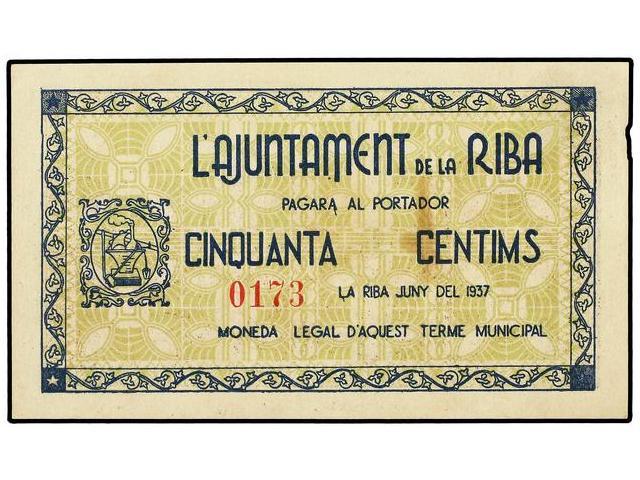 L'AJUNTAMENT DE LA RIBA
PAGARA AL PORTADOR
CINQUANTA CENTIMS
0173 LA RIBA JUNY DEL 1937
MONEDA LEGAL D'AQUEST TERME MUNICIPAL